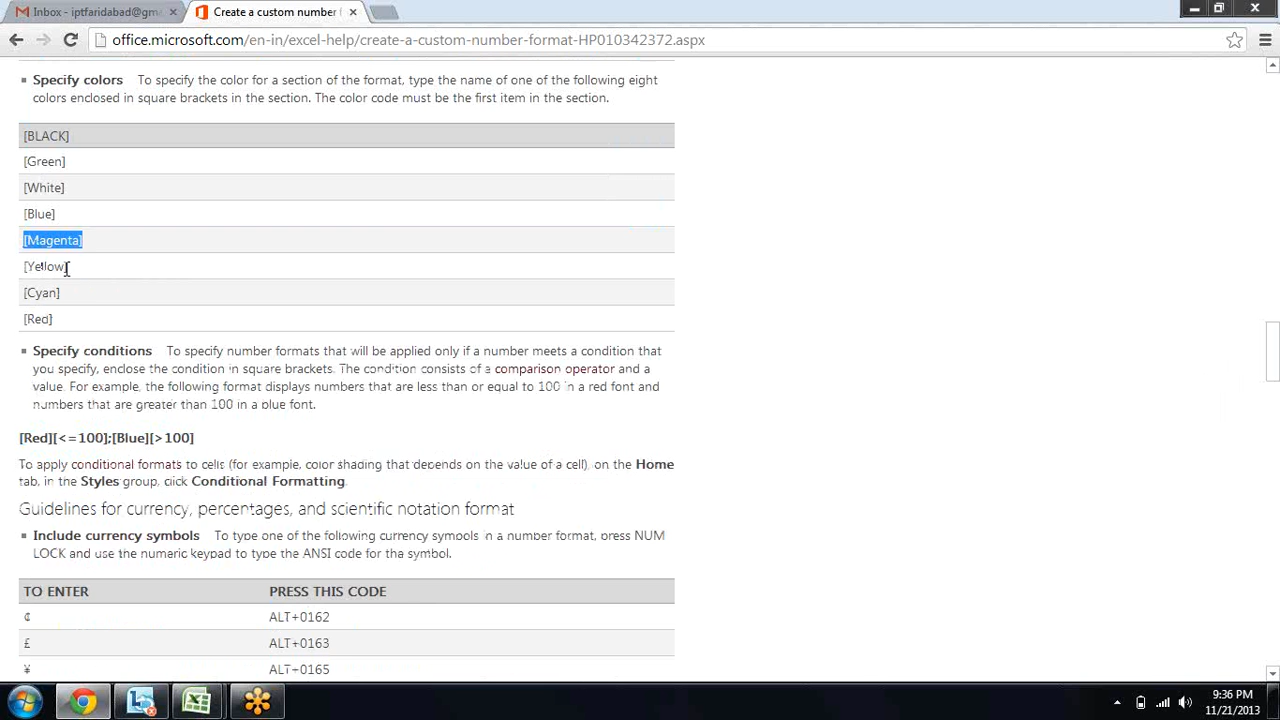 Inbox - iptfaridabad@gm
Create a custom number f
office.microsoft.com/en-in/excel-help/create-a-custom-number-format-HP010342372.aspx
Specify colors To specify the color for a section of the format, type the name of one of the following eight
colors enclosed in square brackets in the section. The color code must be the first item in the section.
[BLACK]
[Green]
[White]
[Blue]
[Magenta]
[Yellow]
[Cyan]
[Red]
Specify conditions To specify number formats that will be applied only if a number meets a condition that
you specify, enclose the condition in square brackets. The condition consists of a comparison operator and a
value. For example, the following format displays numbers that are less than or equal to 100 in a red font and
numbers that are greater than 100 in a blue font.
[Red][<=100];[Blue][>100]
To apply conditional formats to cells (for example, color shading that depends on the value of a cell), on the Home
tab, in the Styles group, click Conditional Formatting.
Guidelines for currency, percentages, and scientific notation format
Include currency symbols To type one of the following currency symbols in a number format, press NUM
LOCK and use the numeric keypad to type the ANSI code for the symbol.
TO ENTER PRESS THIS CODE
¢ ALT+0162
£ ALT+0163
¥ ALT+0165
9:36 PM
11/21/2013